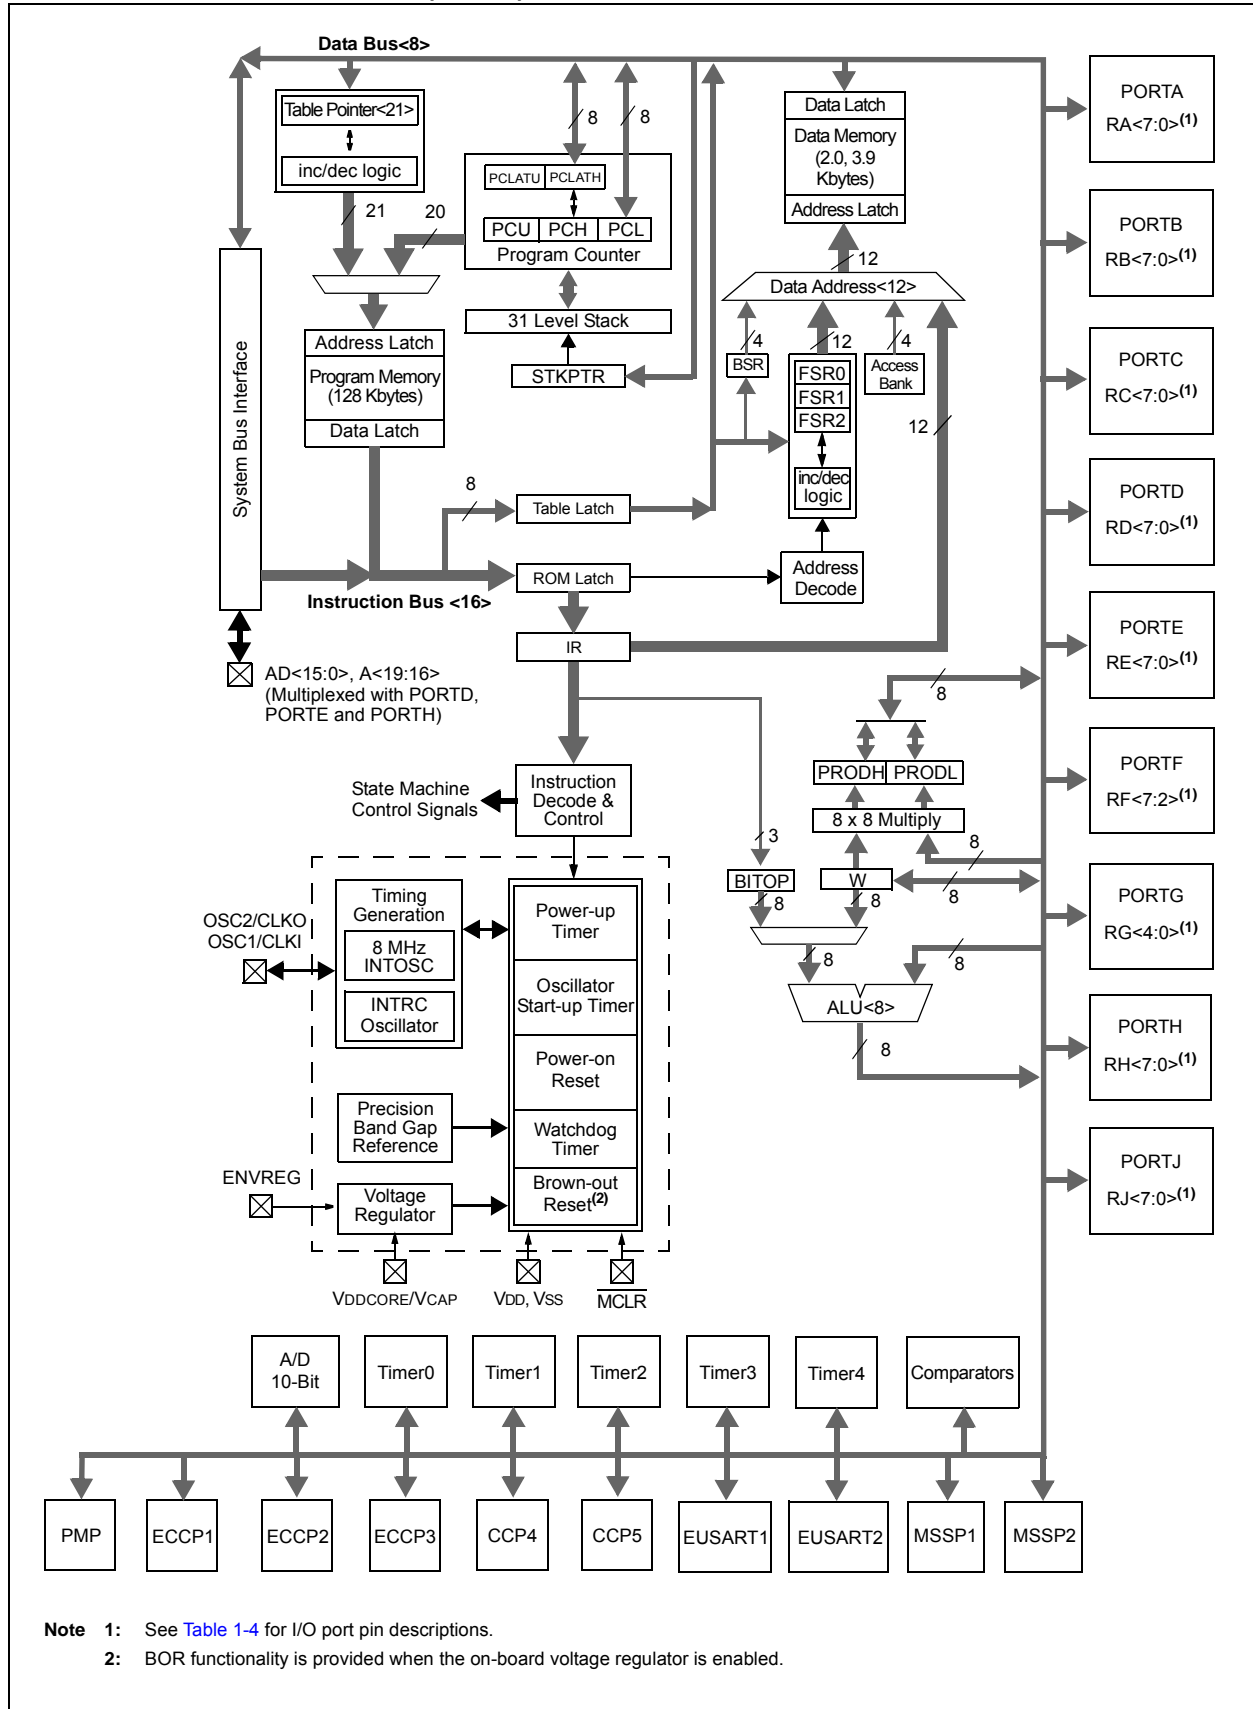 Data Bus<8>
Table Pointer<21>
inc/dec logic
21
20
8
8
PCLATU PCLATH
PCU PCH PCL
Program Counter
31 Level Stack
STKPTR
Data Latch
Data Memory
(2.0, 3.9
Kbytes)
Address Latch
12
Data Address<12>
4
12
4
BSR
FSR0
FSR1
FSR2
inc/dec
logic
Access
Bank
12
Address
Decode
System Bus Interface
Address Latch
Program Memory
(128 Kbytes)
Data Latch
8
Table Latch
ROM Latch
Instruction Bus <16>
IR
AD<15:0>, A<19:16>
(Multiplexed with PORTD,
PORTE and PORTH)
State Machine
Control Signals
Instruction
Decode &
Control
8
PRODH PRODL
8 x 8 Multiply
3
8
BITOP
W
8
8
8
8
8
ALU<8>
8
OSC2/CLKO
OSC1/CLKI
Timing
Generation
8 MHz
INTOSC
INTRC
Oscillator
Power-up
Timer
Oscillator
Start-up Timer
Power-on
Reset
Watchdog
Timer
Brown-out
Reset(2)
Precision
Band Gap
Reference
ENVREG
Voltage
Regulator
VDDCORE/VCAP
VDD, VSS
MCLR
PORTA
RA<7:0>(1)
PORTB
RB<7:0>(1)
PORTC
RC<7:0>(1)
PORTD
RD<7:0>(1)
PORTE
RE<7:0>(1)
PORTF
RF<7:2>(1)
PORTG
RG<4:0>(1)
PORTH
RH<7:0>(1)
PORTJ
RJ<7:0>(1)
A/D
10-Bit
Timer0
Timer1
Timer2
Timer3
Timer4
Comparators
PMP
ECCP1
ECCP2
ECCP3
CCP4
CCP5
EUSART1
EUSART2
MSSP1
MSSP2
Note 1: See Table 1-4 for I/O port pin descriptions.
2: BOR functionality is provided when the on-board voltage regulator is enabled.